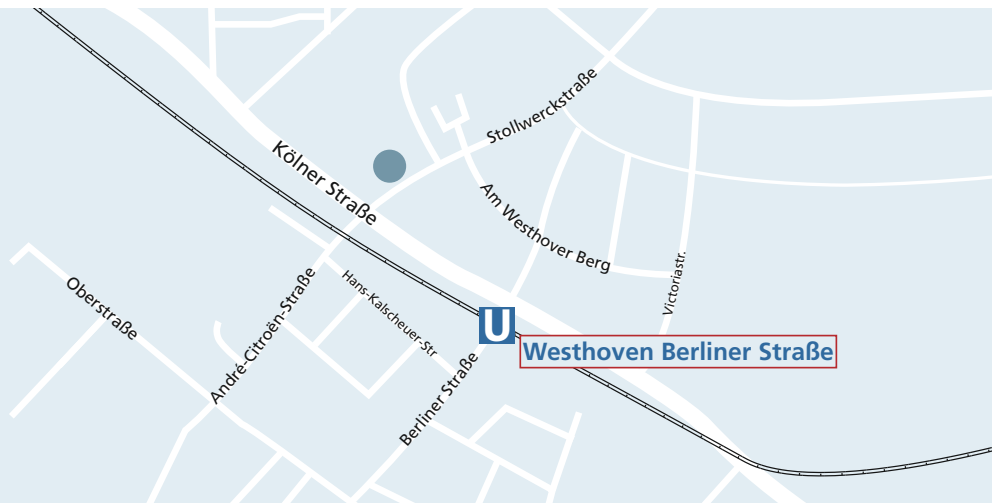 Stollwerckstraße
Kölner Straße
Am Westhover Berg
Victoriastr.
Hans-Kalscheuer-Str
Oberstraße
André-Citroën-Straße
U
Westhoven Berliner Straße
Berliner Straße